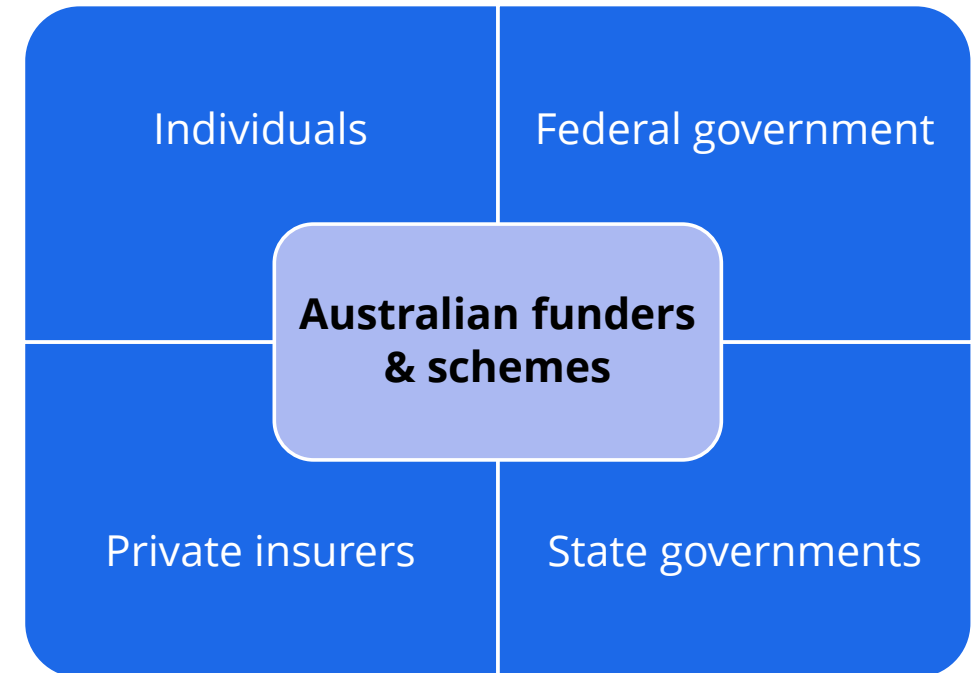 Individuals
Federal government
Australian funders
& schemes
Private insurers
State governments